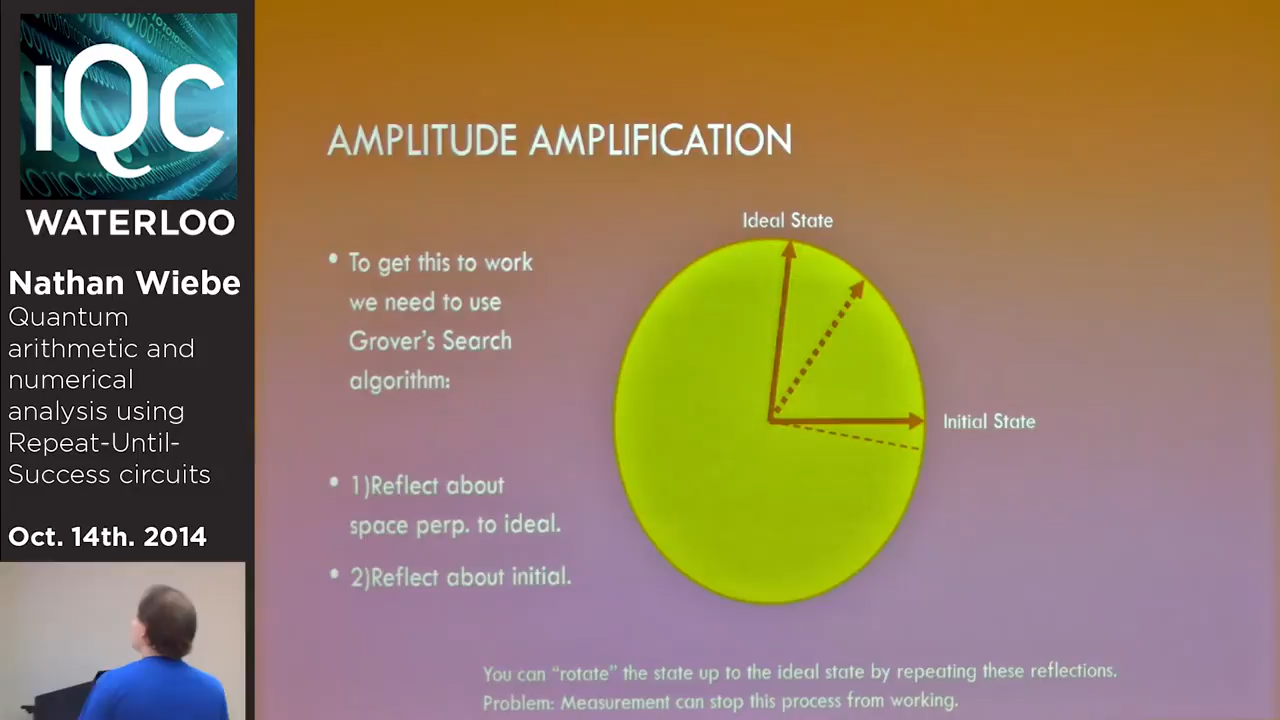 IQC
WATERLOO
Nathan Wiebe
Quantum
arithmetic and
numerical
analysis using
Repeat-Until-
Success circuits
Oct. 14th. 2014
AMPLITUDE AMPLIFICATION
• To get this to work
we need to use
Grover's Search
algorithm:
• 1)Reflect about
space perp. to ideal.
• 2)Reflect about initial.
Ideal State
Initial State
You can "rotate" the state up to the ideal state by repeating these reflections.
Problem: Measurement can stop this process from working.